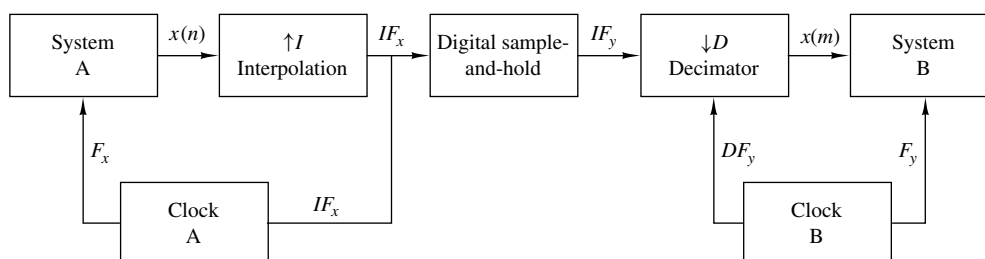 System
A
x(n)
↑I
Interpolation
IF_x
Digital sample-
and-hold
IF_y
↓D
Decimator
x(m)
System
B
F_x
DF_y
F_y
Clock
A
IF_x
Clock
B